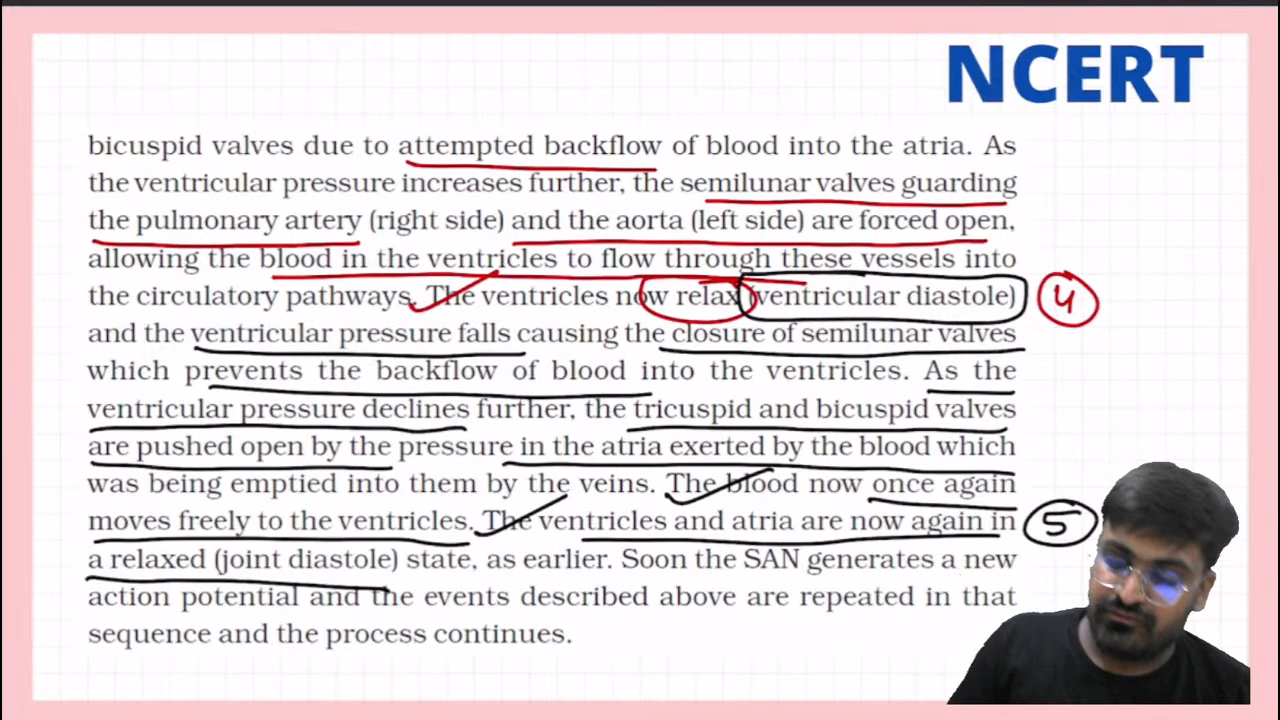 NCERT
bicuspid valves due to attempted backflow of blood into the atria. As
the ventricular pressure increases further, the semilunar valves guarding
the pulmonary artery (right side) and the aorta (left side) are forced open,
allowing the blood in the ventricles to flow through these vessels into
the circulatory pathways. The ventricles now relax (ventricular diastole) 4
and the ventricular pressure falls causing the closure of semilunar valves
which prevents the backflow of blood into the ventricles. As the
ventricular pressure declines further, the tricuspid and bicuspid valves
are pushed open by the pressure in the atria exerted by the blood which
was being emptied into them by the veins. The blood now once again
moves freely to the ventricles. The ventricles and atria are now again in 5
a relaxed (joint diastole) state, as earlier. Soon the SAN generates a new
action potential and the events described above are repeated in that
sequence and the process continues.